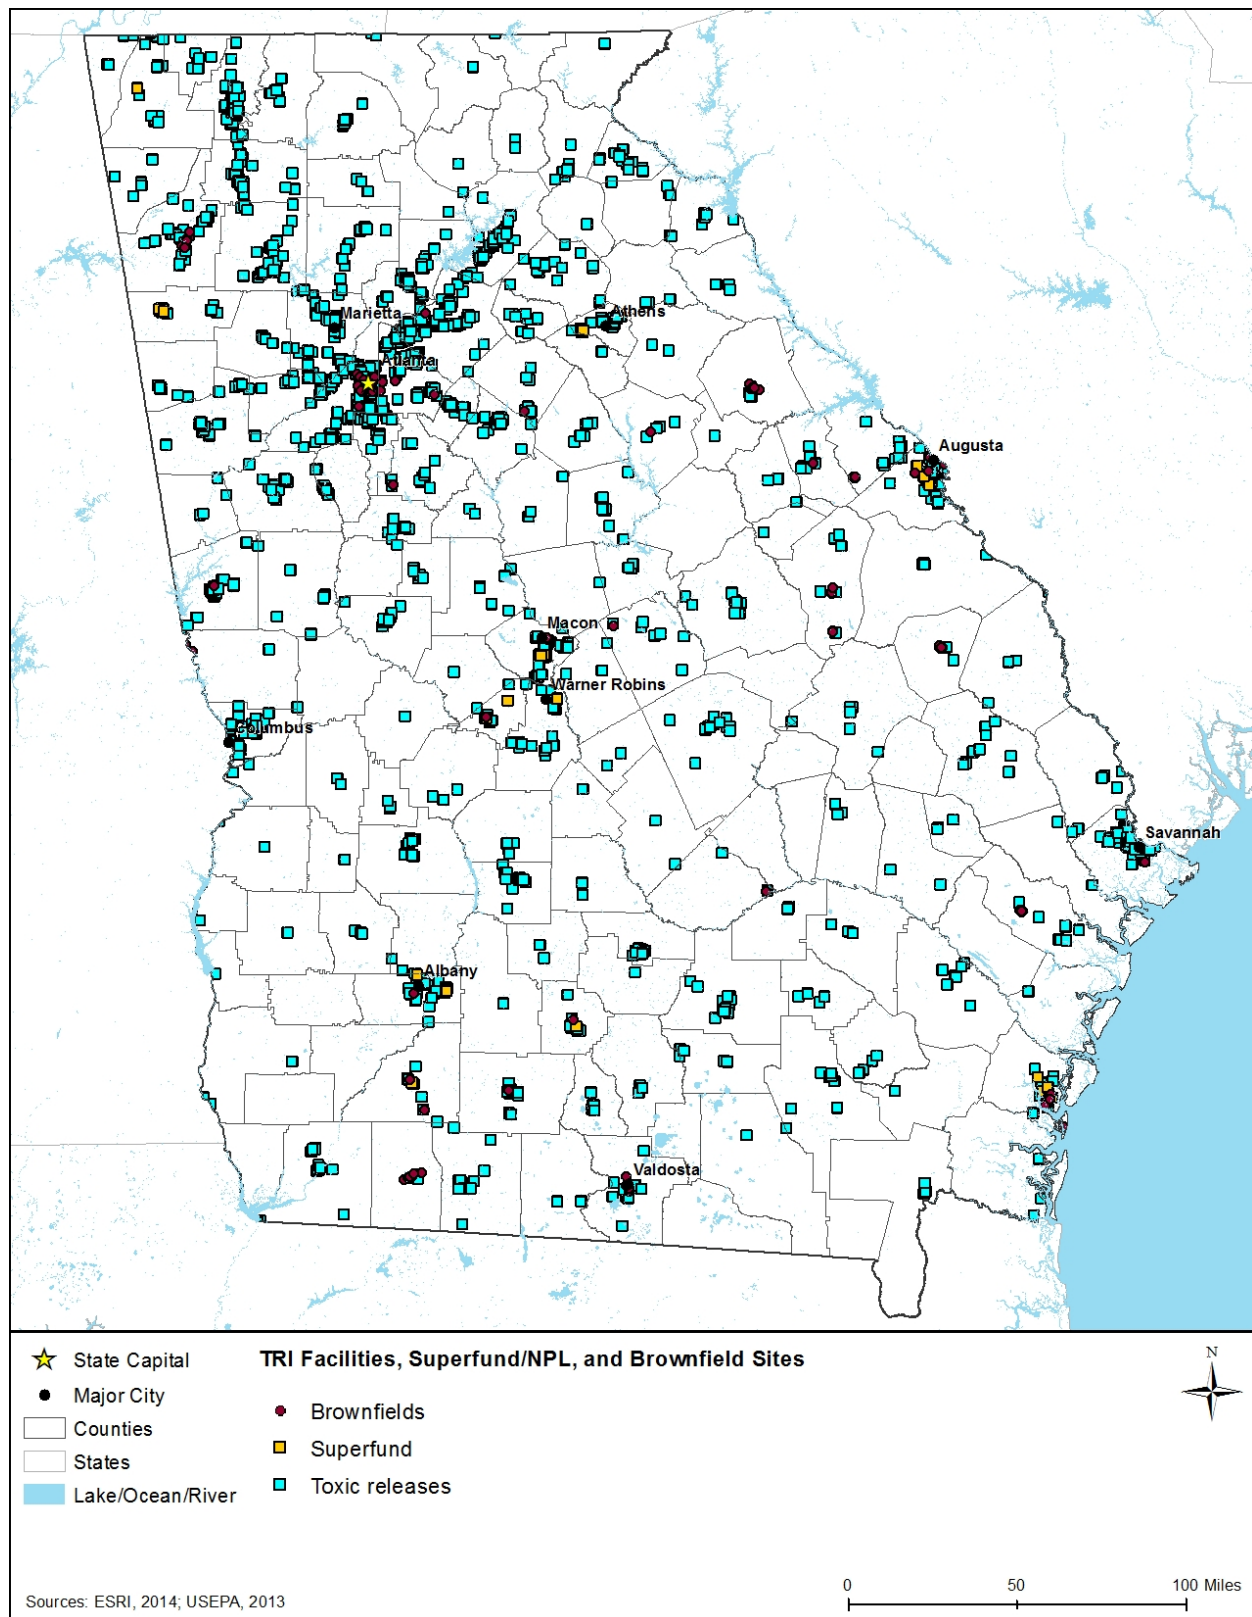 Marietta
Athens
Atlanta
Augusta
Macon
Warner Robins
Columbus
Savannah
Albany
Valdosta
State Capital
Major City
Counties
States
Lake/Ocean/River
TRI Facilities, Superfund/NPL, and Brownfield Sites
Brownfields
Superfund
Toxic releases
N
Sources: ESRI, 2014; USEPA, 2013
0 50 100 Miles